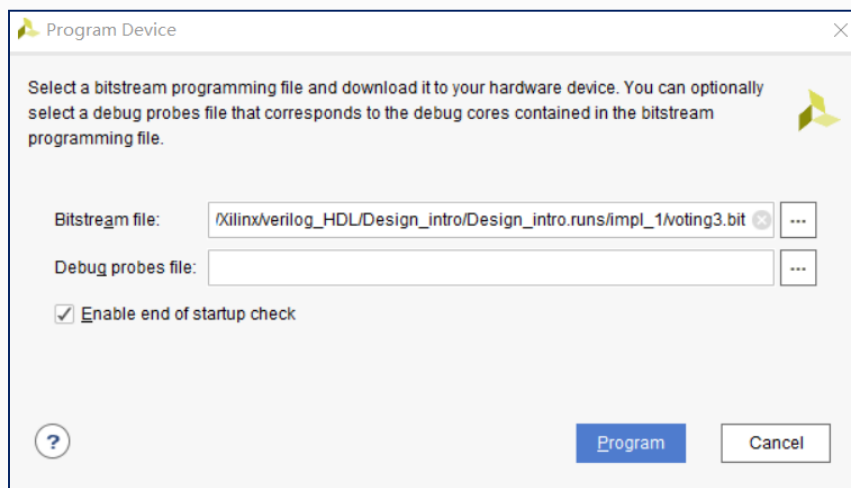 Program Device
Select a bitstream programming file and download it to your hardware device. You can optionally
select a debug probes file that corresponds to the debug cores contained in the bitstream
programming file.
Bitstream file: /Xilinx/verilog_HDL/Design_intro/Design_intro.runs/impl_1/voting3.bit ...
Debug probes file: ...
Enable end of startup check
? Program Cancel